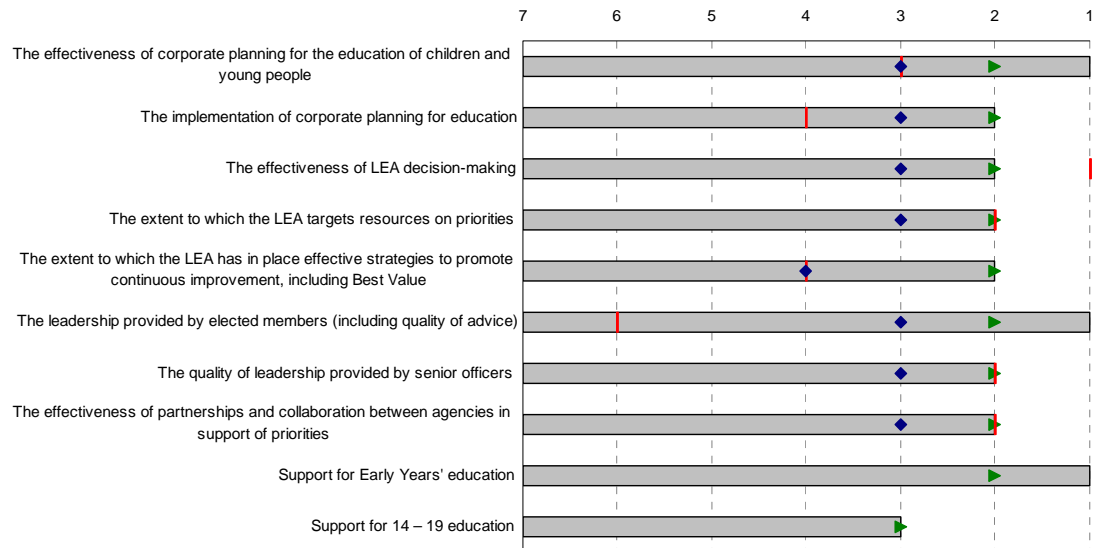 7 6 5 4 3 2 1
The effectiveness of corporate planning for the education of children and
young people
The implementation of corporate planning for education
The effectiveness of LEA decision-making
The extent to which the LEA targets resources on priorities
The extent to which the LEA has in place effective strategies to promote
continuous improvement, including Best Value
The leadership provided by elected members (including quality of advice)
The quality of leadership provided by senior officers
The effectiveness of partnerships and collaboration between agencies in
support of priorities
Support for Early Years' education
Support for 14 – 19 education